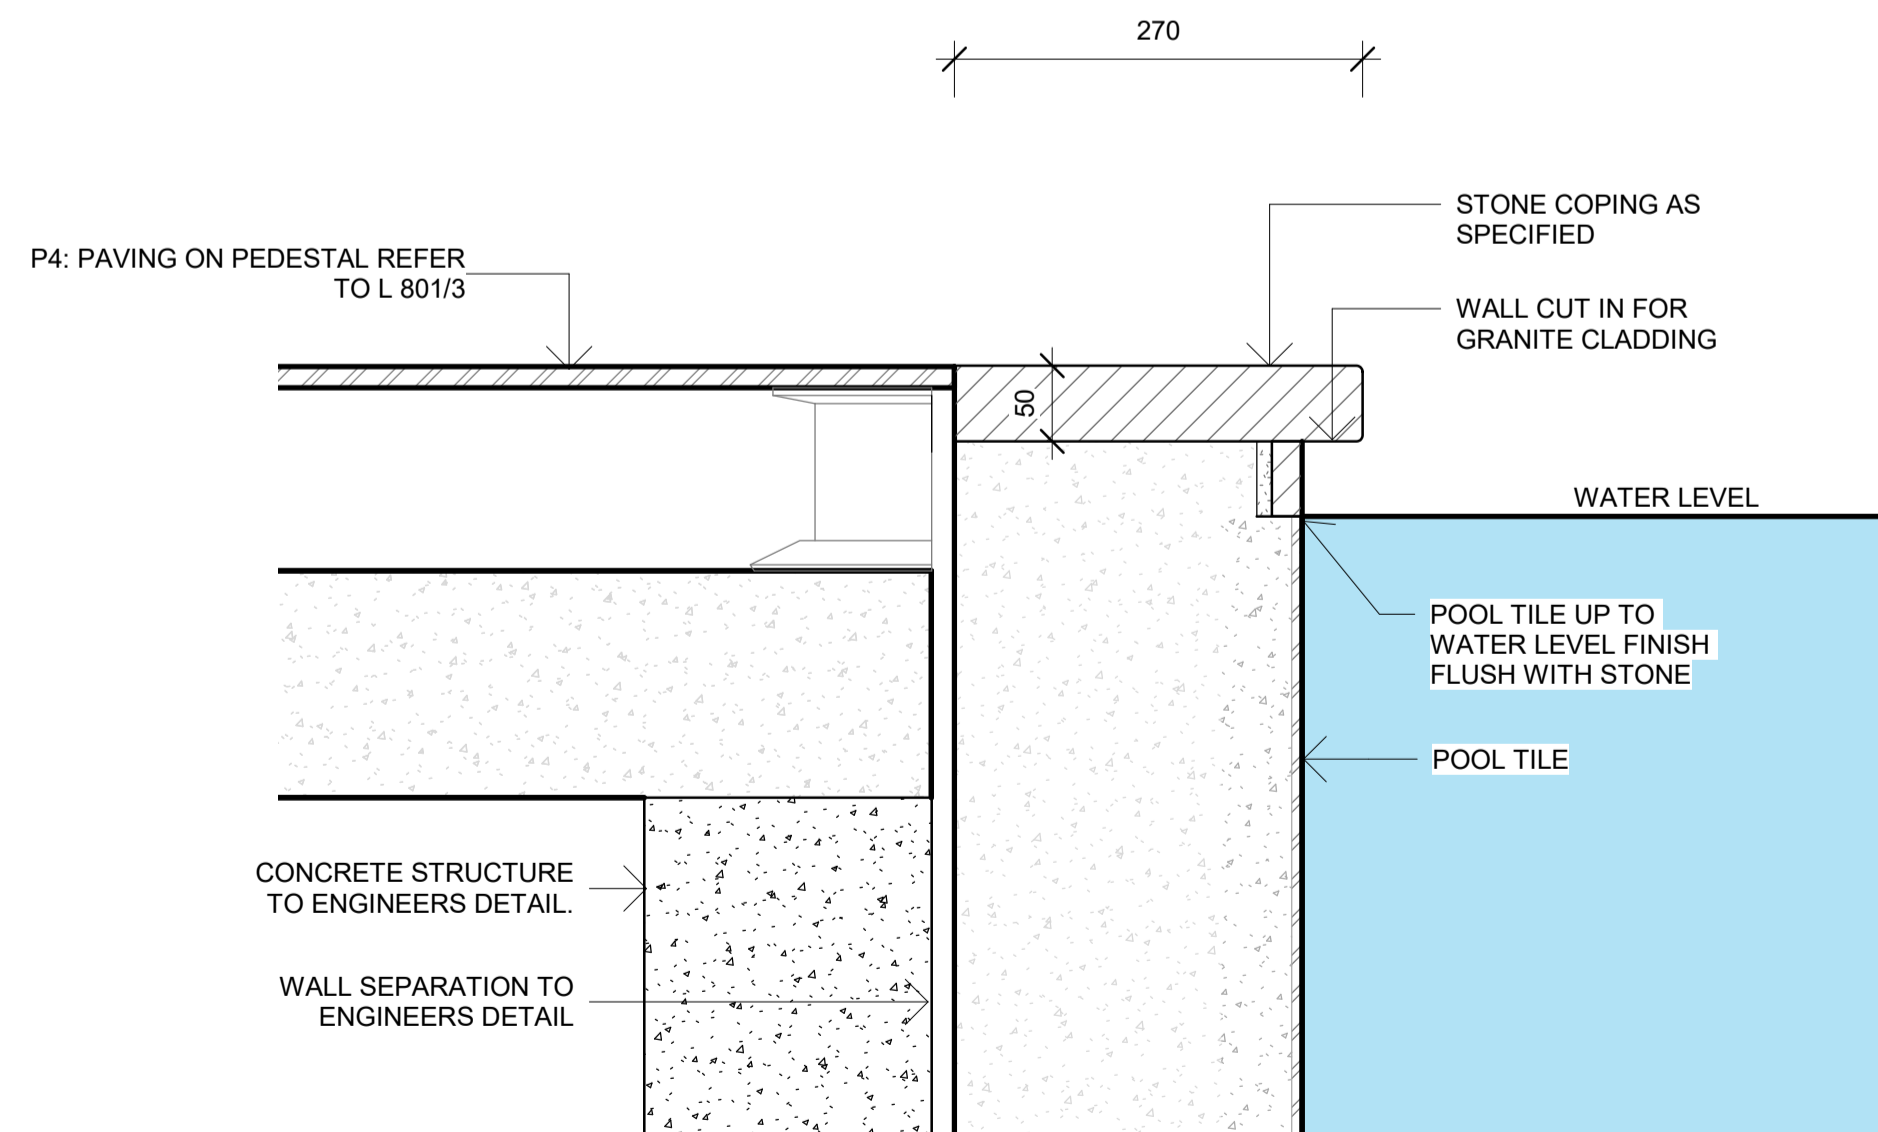 270
STONE COPING AS
SPECIFIED
P4: PAVING ON PEDESTAL REFER
TO L 801/3
WALL CUT IN FOR
GRANITE CLADDING
50
WATER LEVEL
POOL TILE UP TO
WATER LEVEL FINISH
FLUSH WITH STONE
POOL TILE
CONCRETE STRUCTURE
TO ENGINEERS DETAIL.
WALL SEPARATION TO
ENGINEERS DETAIL